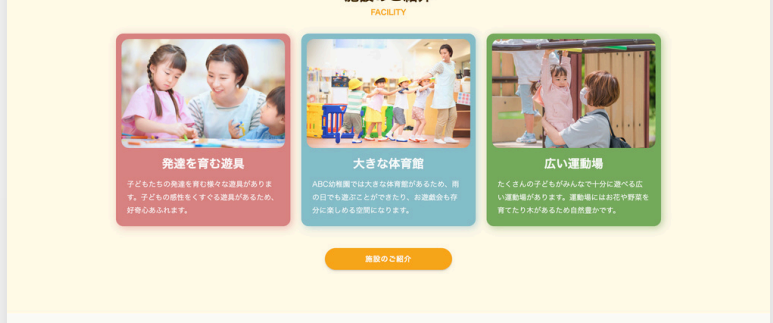 施設のご紹介
FACILITY
発達を育む遊具
子どもたちの発達を育む様々な遊具がありま
す。子どもの感性をくすぐる遊具があるため、
好奇心あふれます。
大きな体育館
ABC幼稚園では大きな体育館があるため、雨
の日でも遊ぶことができたり、お遊戯会も存
分に楽しめる空間になります。
広い運動場
たくさんの子どもがみんなで十分に遊べる広
い運動場があります。運動場にはお花や野菜を
育てたり木があるため自然豊かです。
施設のご紹介